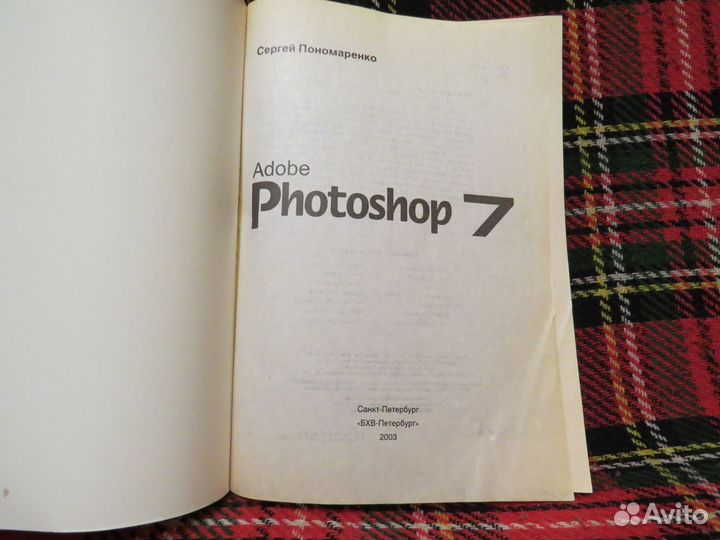 Сергей Пономаренко
Adobe
Photoshop 7
Санкт-Петербург
«БХВ-Петербург»
2003
Avito